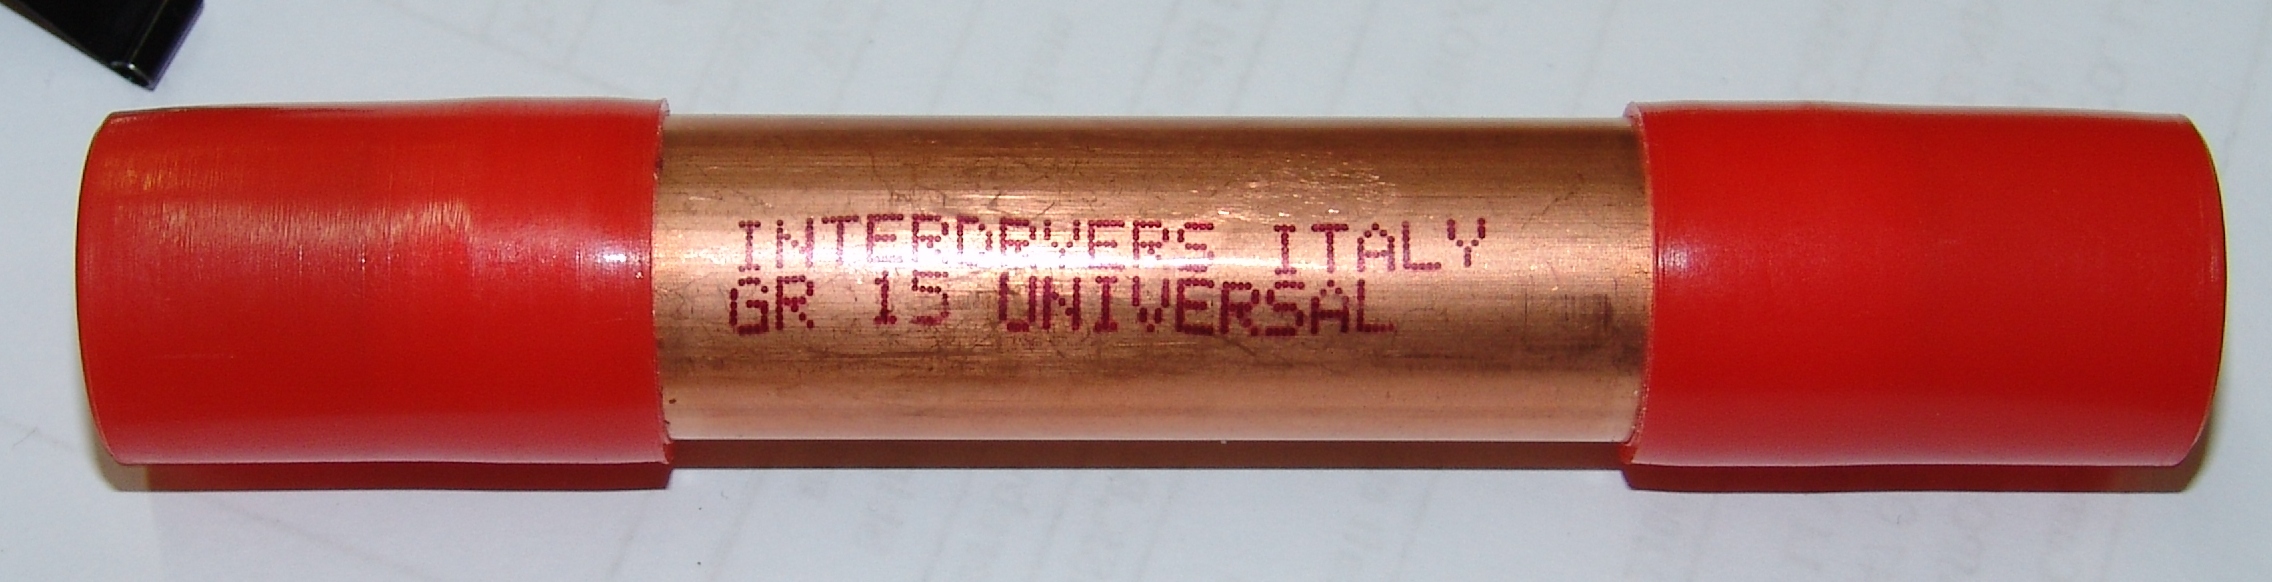 INTERDRYERS ITALY
GR 15 UNIVERSAL